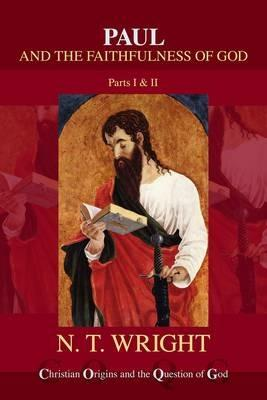 PAUL
AND THE FAITHFULNESS OF GOD
Parts I & II
N. T. WRIGHT
Christian Origins and the Question of God